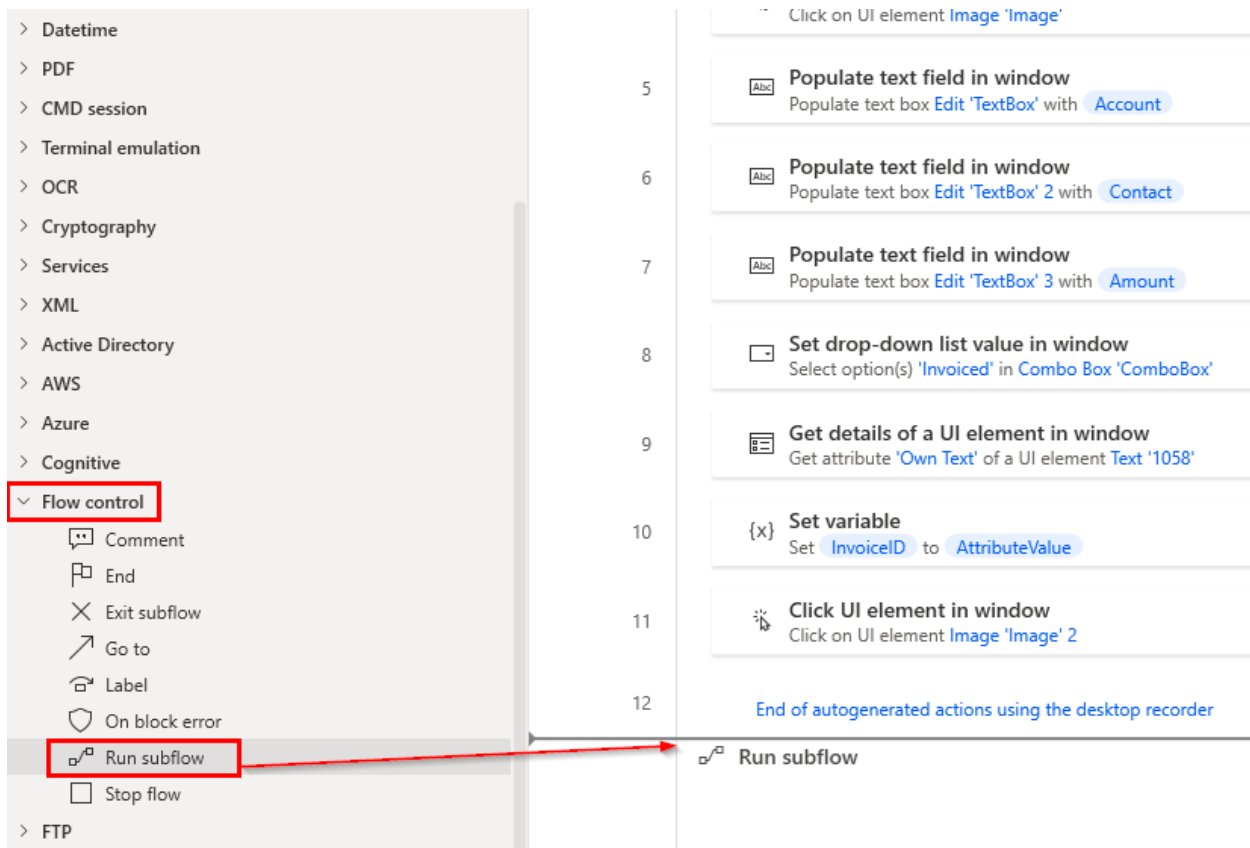 Datetime
PDF
CMD session
Terminal emulation
OCR
Cryptography
Services
XML
Active Directory
AWS
Azure
Cognitive
Flow control
Comment
End
Exit subflow
Go to
Label
On block error
Run subflow
Stop flow
FTP
Click on UI element Image 'Image'
5
Abc
Populate text field in window
Populate text box Edit 'TextBox' with Account
6
Abc
Populate text field in window
Populate text box Edit 'TextBox' 2 with Contact
7
Abc
Populate text field in window
Populate text box Edit 'TextBox' 3 with Amount
8
Set drop-down list value in window
Select option(s) 'Invoiced' in Combo Box 'ComboBox'
9
Get details of a UI element in window
Get attribute 'Own Text' of a UI element Text '1058'
10
{x}
Set variable
Set InvoiceID to AttributeValue
11
Click UI element in window
Click on UI element Image 'Image' 2
12
End of autogenerated actions using the desktop recorder
Run subflow